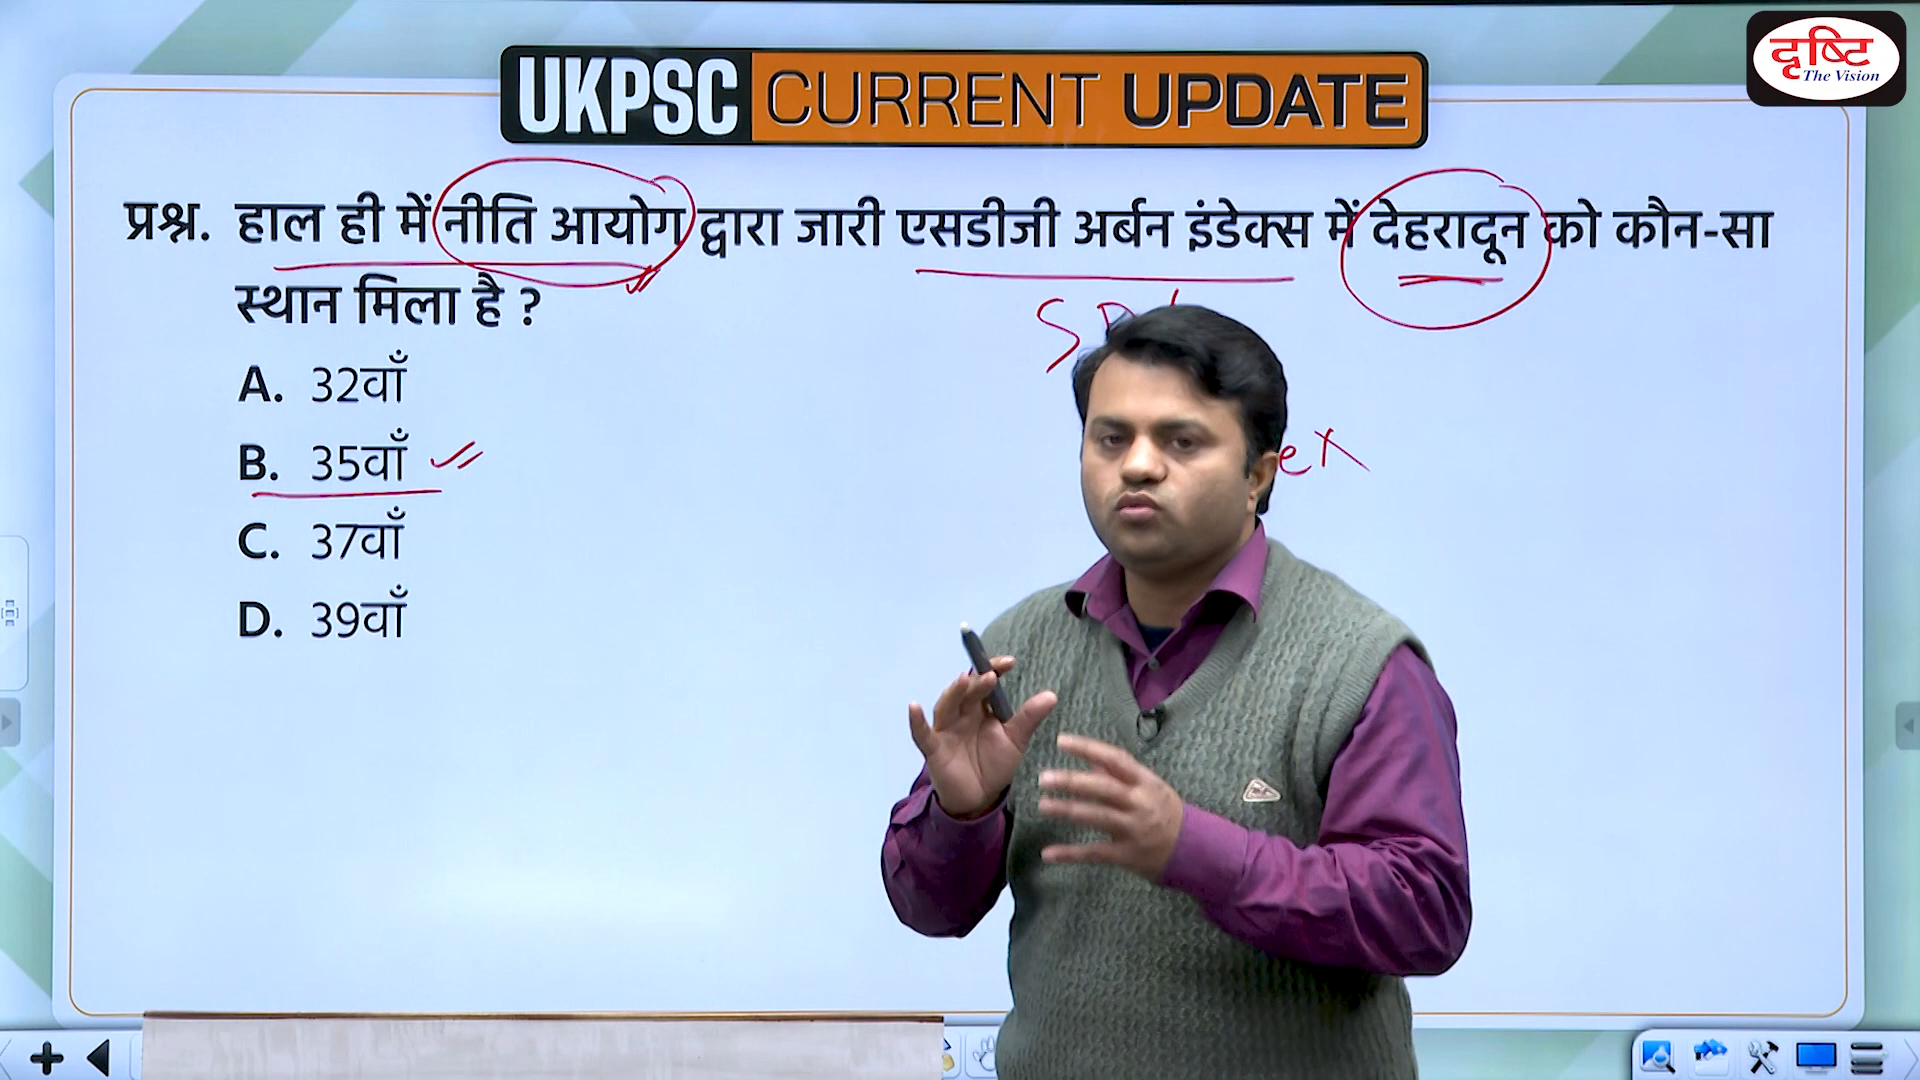 दृष्टि
The Vision
UKPSC CURRENT UPDATE
प्रश्न. हाल ही में नीति आयोग द्वारा जारी एसडीजी अर्बन इंडेक्स में देहरादून को कौन-सा
स्थान मिला है ?
A. 32वाँ
B. 35वाँ
C. 37वाँ
D. 39वाँ